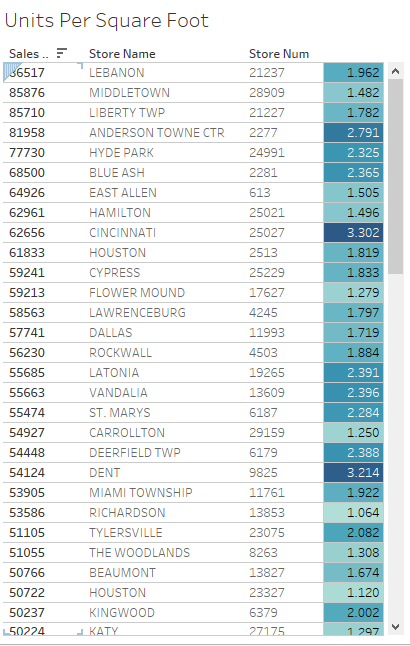 Units Per Square Foot
Sales .. Store Name Store Num
86517 LEBANON 21237 1.962
85876 MIDDLETOWN 28909 1.482
85710 LIBERTY TWP 21227 1.782
81958 ANDERSON TOWNE CTR 2277 2.791
77730 HYDE PARK 24991 2.325
68500 BLUE ASH 2281 2.365
64926 EAST ALLEN 613 1.505
62961 HAMILTON 25021 1.496
62656 CINCINNATI 25027 3.302
61833 HOUSTON 2513 1.819
59241 CYPRESS 25229 1.833
59213 FLOWER MOUND 17627 1.279
58563 LAWRENCEBURG 4245 1.797
57741 DALLAS 11993 1.719
56230 ROCKWALL 4503 1.884
55685 LATONIA 19265 2.391
55663 VANDALIA 13609 2.396
55474 ST. MARYS 6187 2.284
54927 CARROLLTON 29159 1.250
54448 DEERFIELD TWP 6179 2.388
54124 DENT 9825 3.214
53905 MIAMI TOWNSHIP 11761 1.922
53586 RICHARDSON 13853 1.064
51105 TYLERSVILLE 23075 2.082
51055 THE WOODLANDS 8263 1.308
50766 BEAUMONT 13827 1.674
50722 HOUSTON 23327 1.120
50237 KINGWOOD 6379 2.002
50224 KATY 27175 1.297